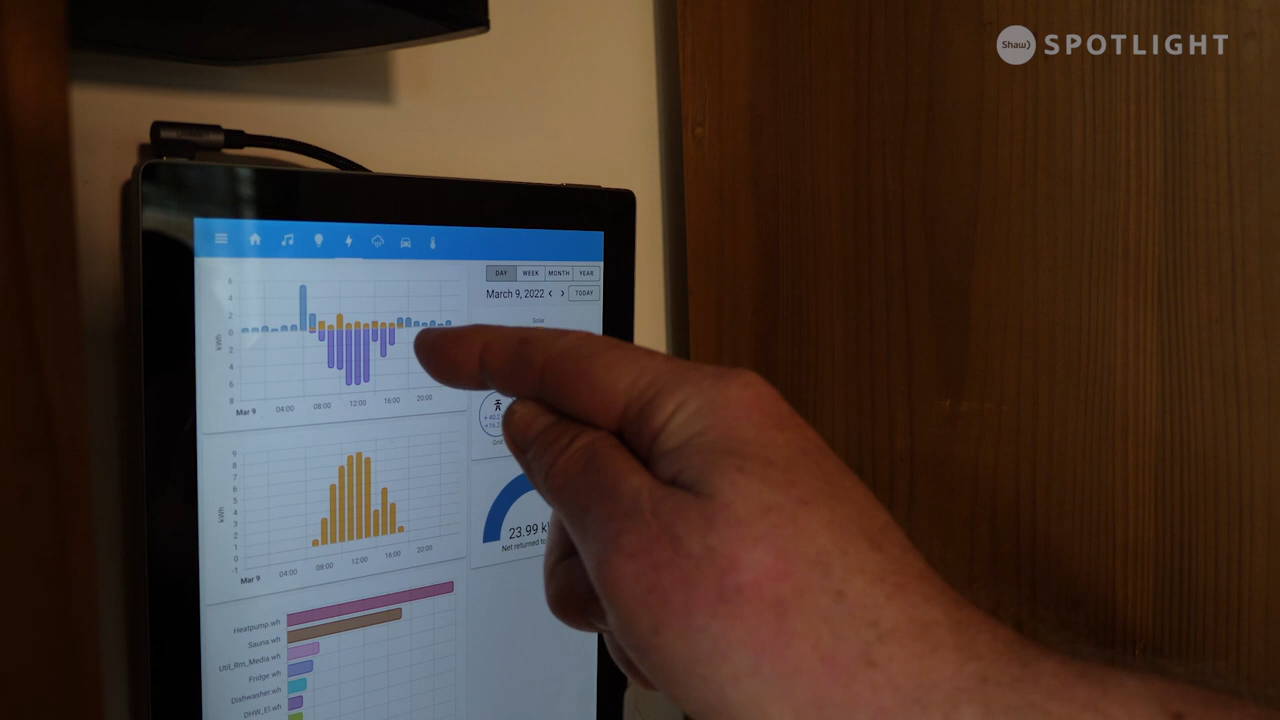 Shaw) SPOTLIGHT
DAY WEEK MONTH YEAR
March 9, 2022 < > TODAY
Solar
6
4
2
0
2
4
6
8
kWh
Mar 9 04:00 08:00 12:00 16:00 20:00
Grid
9
8
7
6
5
4
3
2
1
0
-1
kWh
Mar 9 04:00 08:00 12:00 16:00 20:00
23.99
Net returned to
Heatpump.wh
Sauna.wh
Util_Rm_Media.wh
Fridge.wh
Dishwasher.wh
DHW_El.wh